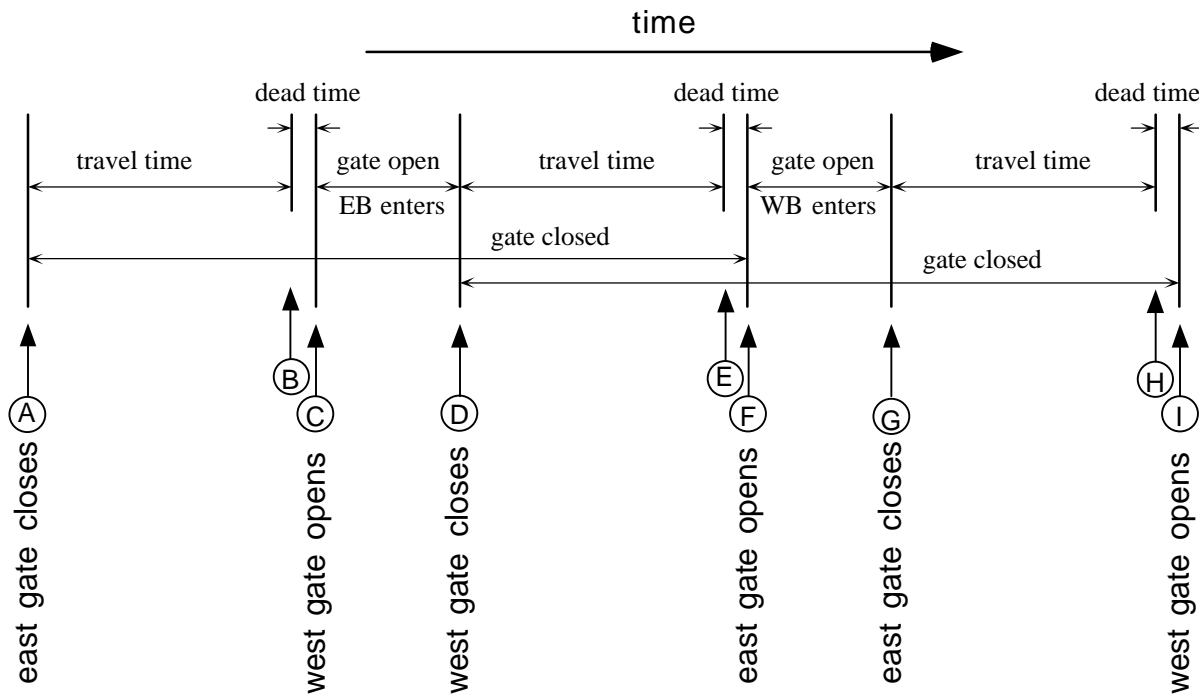 time
dead time
dead time
dead time
travel time
gate open
travel time
gate open
travel time
EB enters
WB enters
gate closed
gate closed
A
B
C
D
E
F
G
H
I
east gate closes
west gate opens
west gate closes
east gate opens
east gate closes
west gate opens